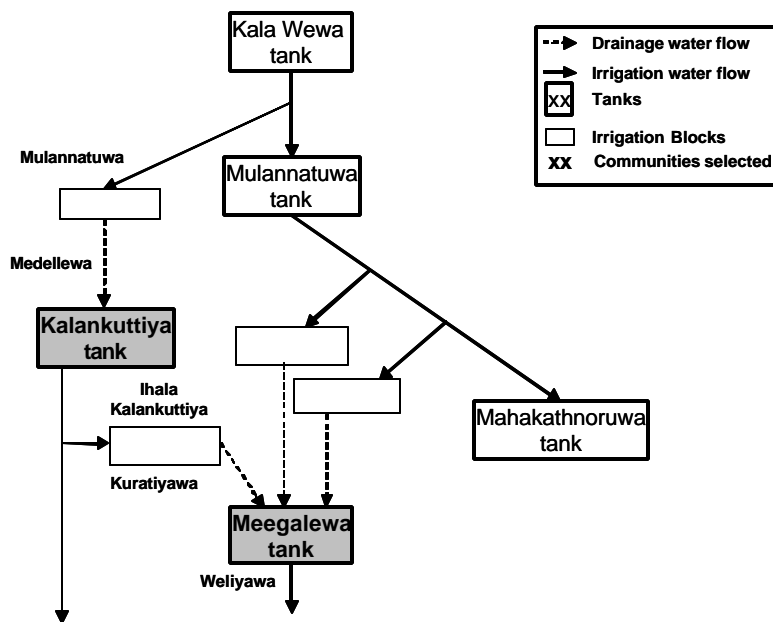 Kala Wewa
tank
Drainage water flow
Irrigation water flow
xx Tanks
Irrigation Blocks
xx Communities selected
Mulannatuwa
Mulannatuwa
tank
Medellewa
Kalankuttiya
tank
Ihala
Kalankuttiya
Mahakathnoruwa
tank
Kuratiyawa
Meegalewa
tank
Weliyawa